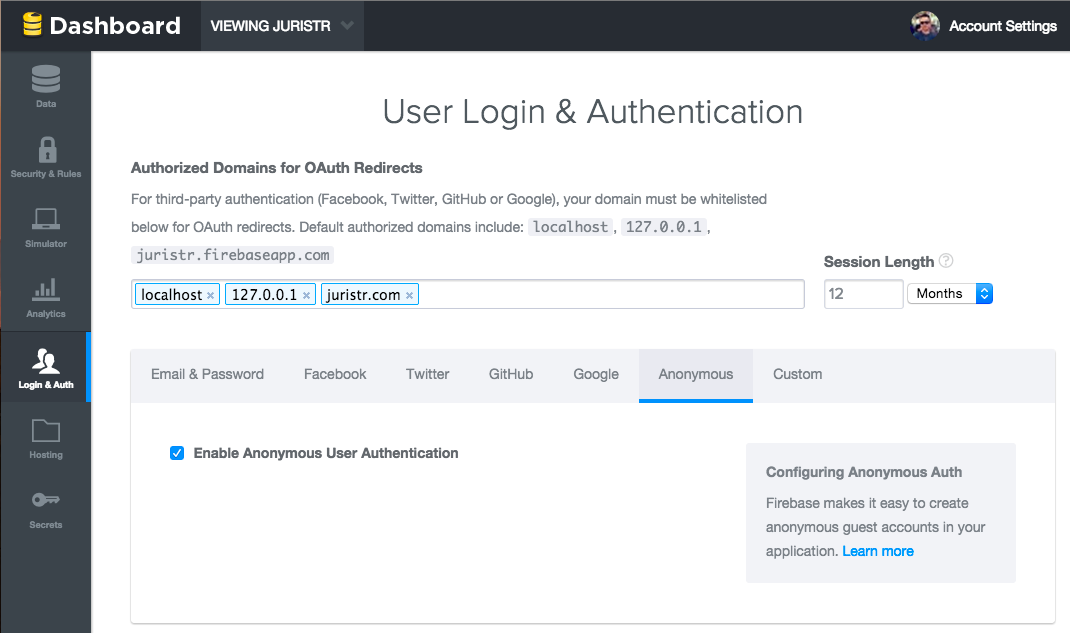 Dashboard
VIEWING JURISTR
Account Settings
Data
Security & Rules
Simulator
Analytics
Login & Auth
Hosting
Secrets
User Login & Authentication
Authorized Domains for OAuth Redirects
For third-party authentication (Facebook, Twitter, GitHub or Google), your domain must be whitelisted
below for OAuth redirects. Default authorized domains include: localhost, 127.0.0.1,
juristr.firebaseapp.com
localhost × 127.0.0.1 × juristr.com ×
Session Length ?
12 Months
Email & Password Facebook Twitter GitHub Google Anonymous Custom
Enable Anonymous User Authentication
Configuring Anonymous Auth
Firebase makes it easy to create
anonymous guest accounts in your
application. Learn more